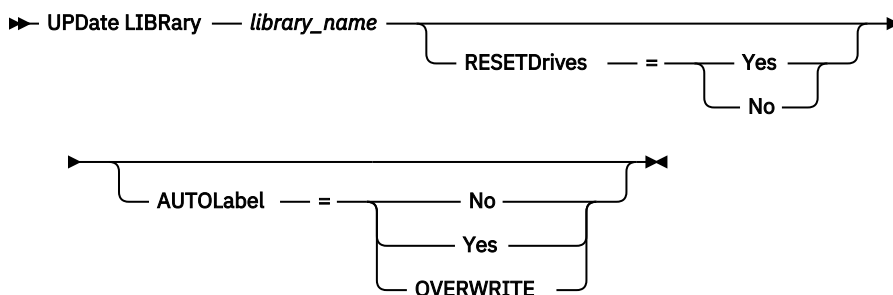 UPDate LIBRary library_name
RESETDrives = Yes
No
AUTOLabel = No
Yes
OVERWRITE